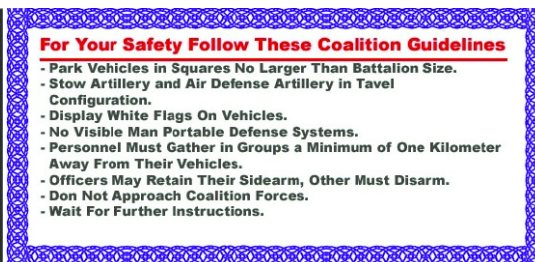 For Your Safety Follow These Coalition Guidelines
- Park Vehicles in Squares No Larger Than Battalion Size.
- Stow Artillery and Air Defense Artillery in Tavel
Configuration.
- Display White Flags On Vehicles.
- No Visible Man Portable Defense Systems.
- Personnel Must Gather in Groups a Minimum of One Kilometer
Away From Their Vehicles.
- Officers May Retain Their Sidearm, Other Must Disarm.
- Don Not Approach Coalition Forces.
- Wait For Further Instructions.